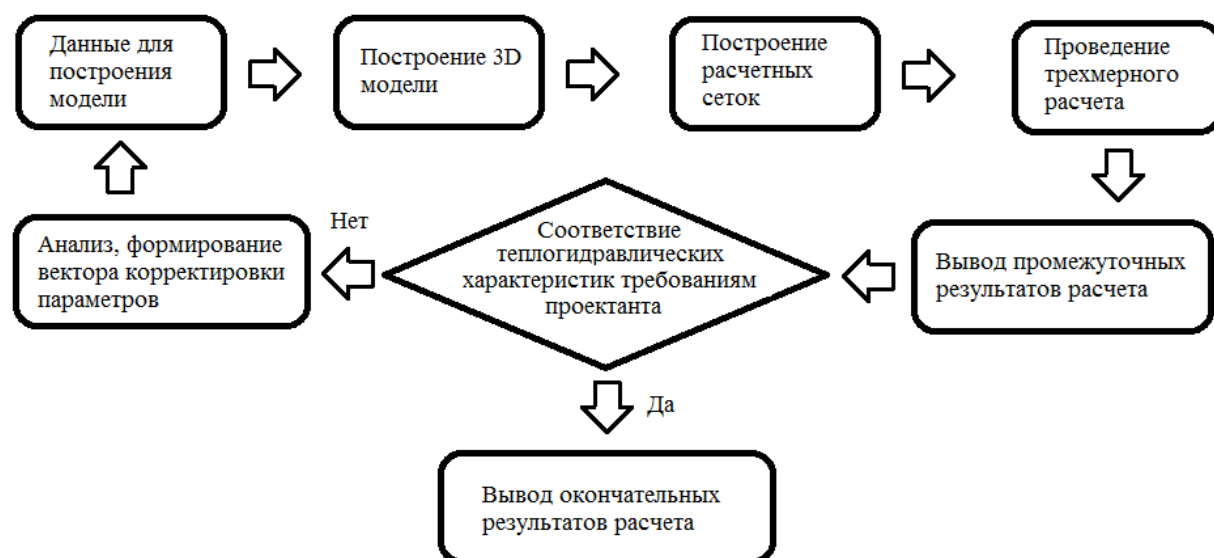 Данные для
построения
модели
Построение 3D
модели
Построение
расчетных
сеток
Проведение
трехмерного
расчета
Вывод промежуточных
результатов расчета
Соответствие
теплогидравлических
характеристик требованиям
проектанта
Нет
Анализ, формирование
вектора корректировки
параметров
Да
Вывод окончательных
результатов расчета